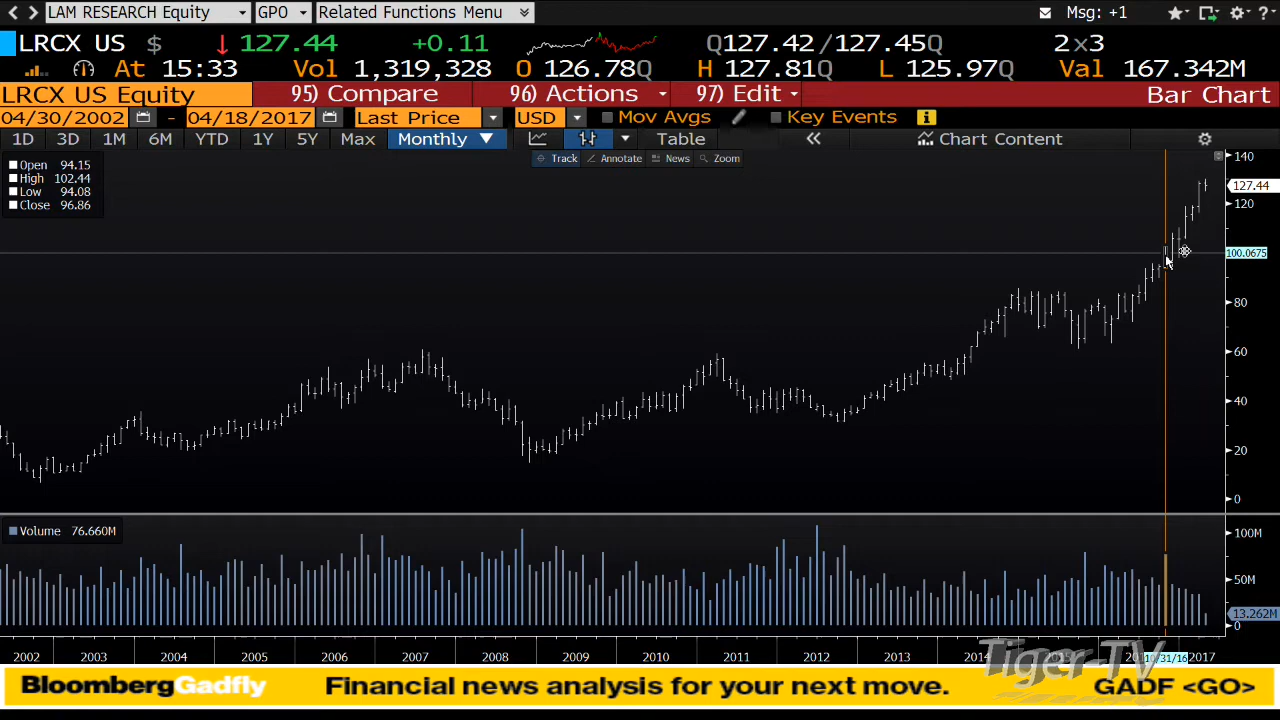 LAM RESEARCH Equity GPO Related Functions Menu Msg: +1
LRCX US $ ↓ 127.44 +0.11 Q127.42/127.45Q 2×3
At 15:33 Vol 1,319,328 O 126.78Q H 127.81Q L 125.97Q Val 167.342M
LRCX US Equity 95) Compare 96) Actions 97) Edit Bar Chart
04/30/2002 - 04/18/2017 Last Price USD Mov Avgs Key Events
1D 3D 1M 6M YTD 1Y 5Y Max Monthly ▼ Table « Chart Content
Track Annotate News Zoom
Open 94.15
High 102.44
Low 94.08
Close 96.86
140
127.44
120
100.0675
80
60
40
20
0
Volume 76.660M
100M
50M
13.262M
0
2002 2003 2004 2005 2006 2007 2008 2009 2010 2011 2012 2013 2014 2015 10/31/16 2017
Tiger-TV
BloombergGadfly Financial news analysis for your next move. GADF <GO>